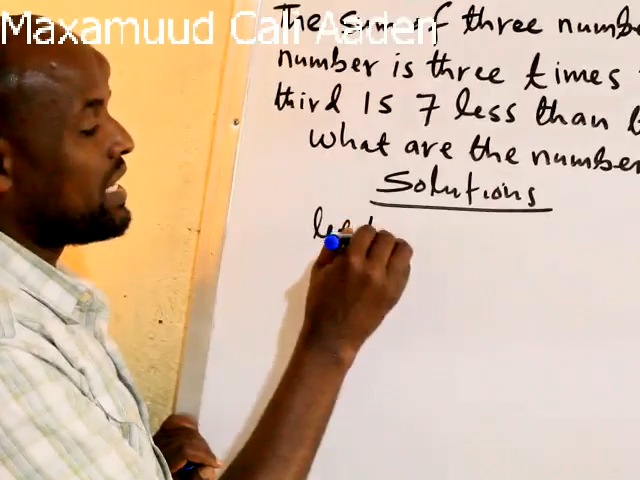 Maxamuud Cali Aaden
The sum of three numbe
number is three times
third is 7 less than
What are the number
Solutions
let